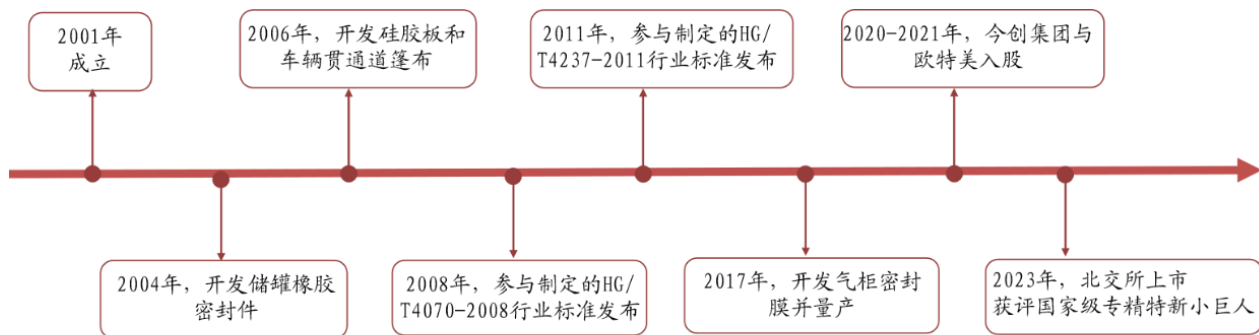 2001年
成立
2006年，开发硅胶板和
车辆贯通道篷布
2011年，参与制定的HG/
T4237-2011行业标准发布
2020-2021年，今创集团与
欧特美入股
2004年，开发储罐橡胶
密封件
2008年，参与制定的HG/
T4070-2008行业标准发布
2017年，开发气柜密封
膜并量产
2023年，北交所上市
获评国家级专精特新小巨人